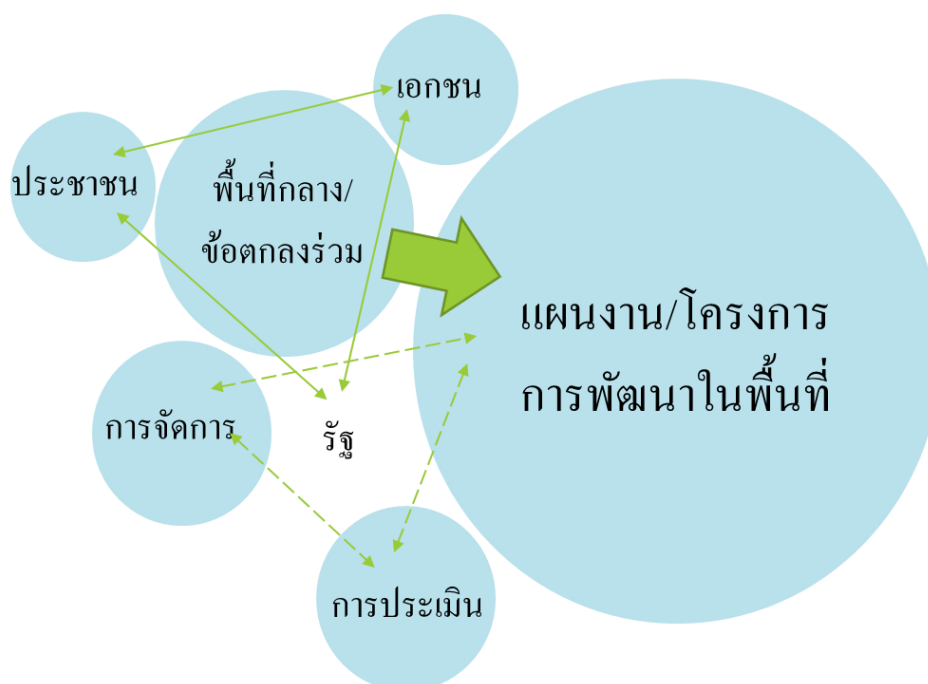 เอกชน
ประชาชน
พื้นที่กลาง/
ข้อตกลงร่วม
แผนงาน/โครงการ
การพัฒนาในพื้นที่
การจัดการ
รัฐ
การประเมิน